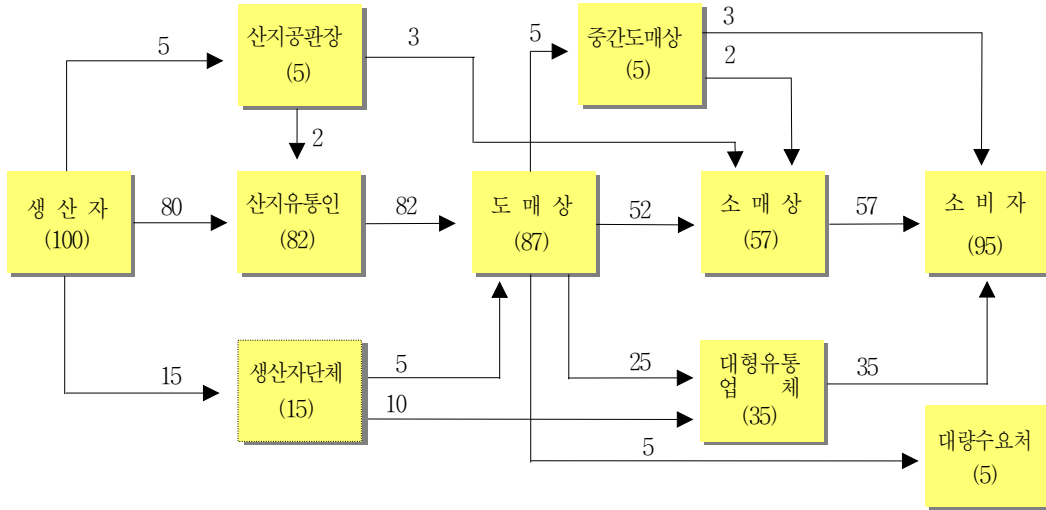 5
산지공판장
(5)
3
2
5
중간도매상
(5)
3
2
생 산 자
(100)
80
산지유통인
(82)
82
도 매 상
(87)
52
소 매 상
(57)
57
소 비 자
(95)
15
생산자단체
(15)
5
10
25
대형유통
업 체
(35)
35
5
대량수요처
(5)